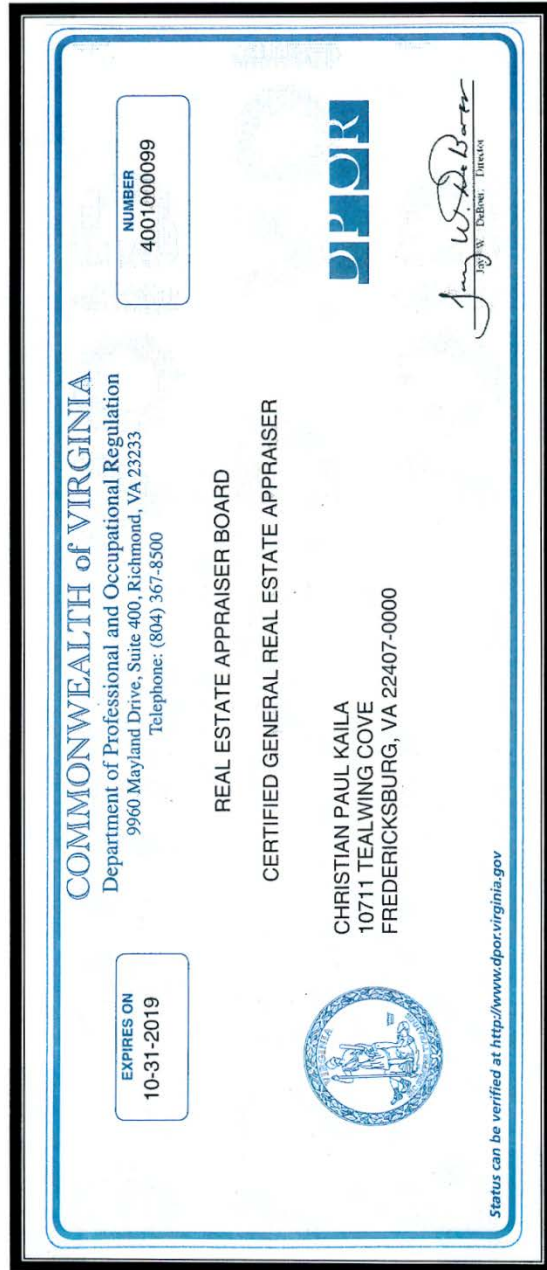 COMMONWEALTH of VIRGINIA
Department of Professional and Occupational Regulation
9960 Mayland Drive, Suite 400, Richmond, VA 23233
Telephone: (804) 367-8500
EXPIRES ON
10-31-2019
NUMBER
4001000099
REAL ESTATE APPRAISER BOARD
CERTIFIED GENERAL REAL ESTATE APPRAISER
CHRISTIAN PAUL KAILA
10711 TEALWING COVE
FREDERICKSBURG, VA 22407-0000
VIRGINIA
DPOR
Jay W. DeBoer
Jay W. DeBoer, Director
Status can be verified at http://www.dpor.virginia.gov